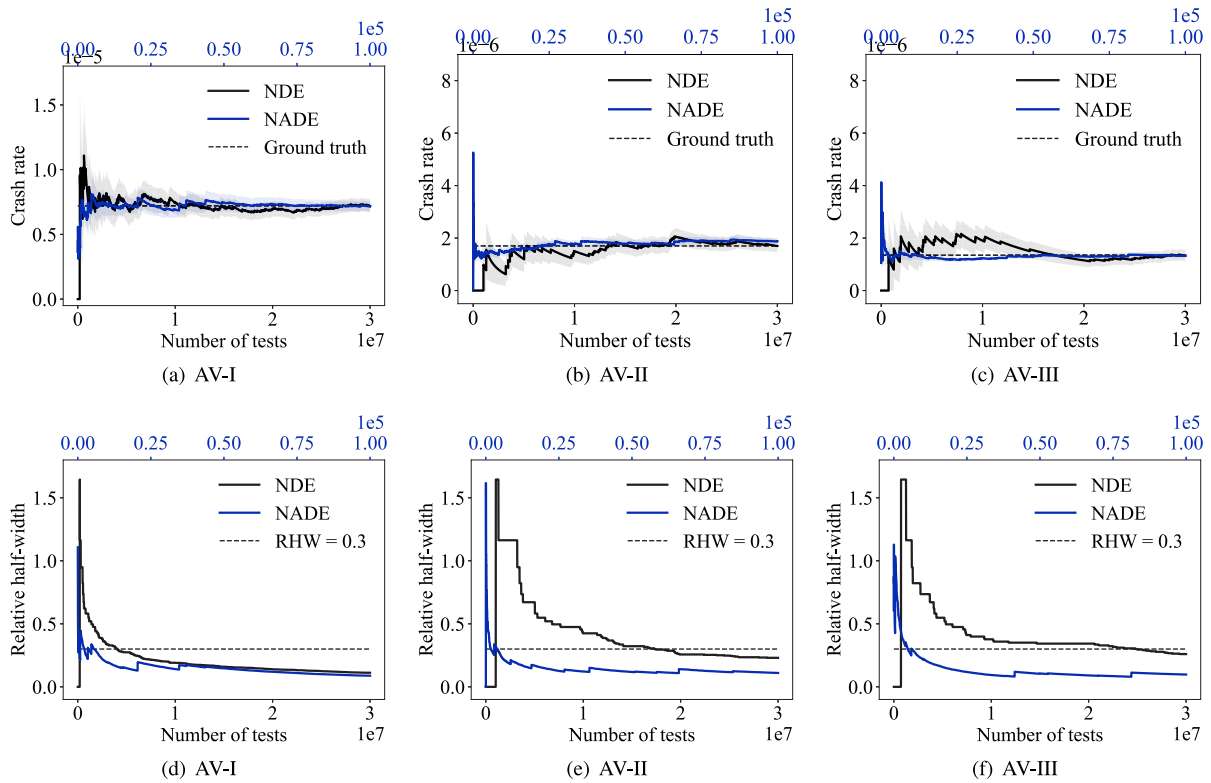 1e5
0.00 0.25 0.50 0.75 1.00
1e−5
NDE
NADE
Ground truth
Crash rate
1.5
1.0
0.5
0.0
0 1 2 3
Number of tests
1e7
(a) AV-I
1e5
0.00 0.25 0.50 0.75 1.00
1e−6
NDE
NADE
Ground truth
Crash rate
8
6
4
2
0
0 1 2 3
Number of tests
1e7
(b) AV-II
1e5
0.00 0.25 0.50 0.75 1.00
1e−6
NDE
NADE
Ground truth
Crash rate
8
6
4
2
0
0 1 2 3
Number of tests
1e7
(c) AV-III
1e5
0.00 0.25 0.50 0.75 1.00
NDE
NADE
RHW = 0.3
Relative half-width
1.5
1.0
0.5
0.0
0 1 2 3
Number of tests
1e7
(d) AV-I
1e5
0.00 0.25 0.50 0.75 1.00
NDE
NADE
RHW = 0.3
Relative half-width
1.5
1.0
0.5
0.0
0 1 2 3
Number of tests
1e7
(e) AV-II
1e5
0.00 0.25 0.50 0.75 1.00
NDE
NADE
RHW = 0.3
Relative half-width
1.5
1.0
0.5
0.0
0 1 2 3
Number of tests
1e7
(f) AV-III